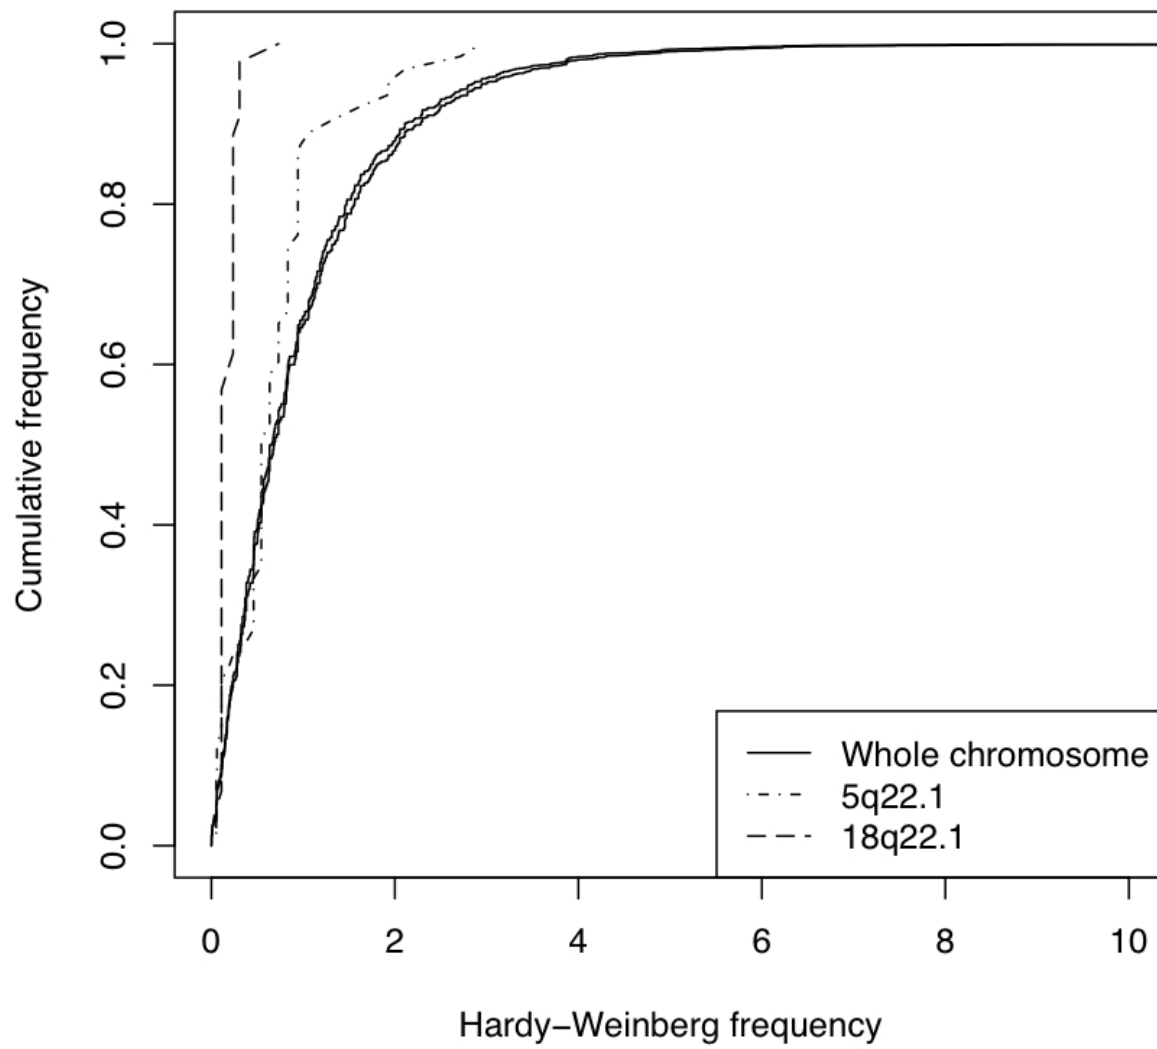 Cumulative frequency
1.0
0.8
0.6
0.4
0.2
0.0
Whole chromosome
5q22.1
18q22.1
0 2 4 6 8 10
Hardy−Weinberg frequency